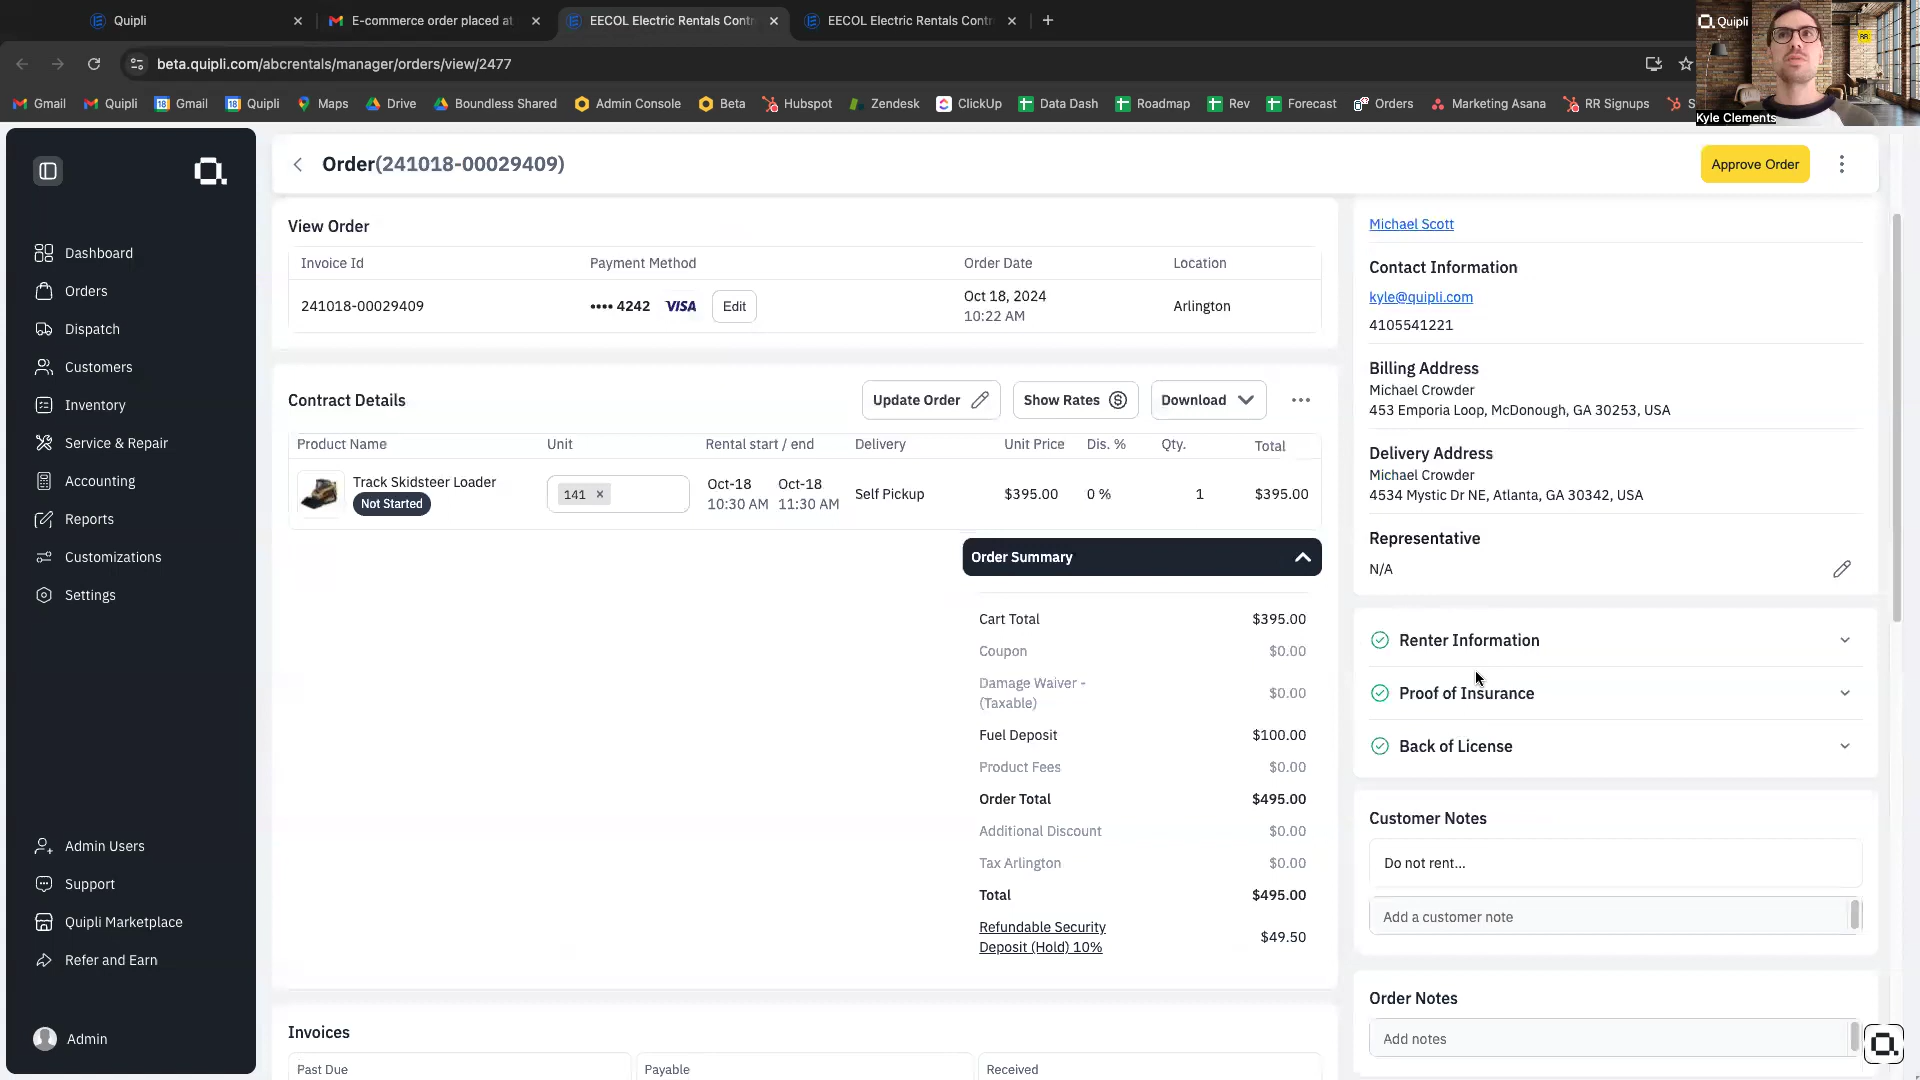 Quipli
E-commerce order placed at
EECOL Electric Rentals Contr
EECOL Electric Rentals Contr
Quipli
beta.quipli.com/abcrentals/manager/orders/view/2477
Gmail
Quipli
Gmail
Quipli
Maps
Drive
Boundless Shared
Admin Console
Beta
Hubspot
Zendesk
ClickUp
Data Dash
Roadmap
Rev
Forecast
Orders
Marketing Asana
RR Signups
S
Kyle Clements
Order(241018-00029409)
Approve Order
Dashboard
Orders
Dispatch
Customers
Inventory
Service & Repair
Accounting
Reports
Customizations
Settings
Admin Users
Support
Quipli Marketplace
Refer and Earn
Admin
View Order
Invoice Id
Payment Method
Order Date
Location
241018-00029409
•••• 4242 VISA
Edit
Oct 18, 2024
10:22 AM
Arlington
Contract Details
Update Order
Show Rates
Download
Product Name
Unit
Rental start / end
Delivery
Unit Price
Dis. %
Qty.
Total
Track Skidsteer Loader
Not Started
141 ×
Oct-18
10:30 AM
Oct-18
11:30 AM
Self Pickup
$395.00
0 %
1
$395.00
Order Summary
Cart Total $395.00
Coupon $0.00
Damage Waiver -
(Taxable) $0.00
Fuel Deposit $100.00
Product Fees $0.00
Order Total $495.00
Additional Discount $0.00
Tax Arlington $0.00
Total $495.00
Refundable Security
Deposit (Hold) 10% $49.50
Invoices
Past Due
Payable
Received
Michael Scott
Contact Information
kyle@quipli.com
4105541221
Billing Address
Michael Crowder
453 Emporia Loop, McDonough, GA 30253, USA
Delivery Address
Michael Crowder
4534 Mystic Dr NE, Atlanta, GA 30342, USA
Representative
N/A
Renter Information
Proof of Insurance
Back of License
Customer Notes
Do not rent...
Add a customer note
Order Notes
Add notes